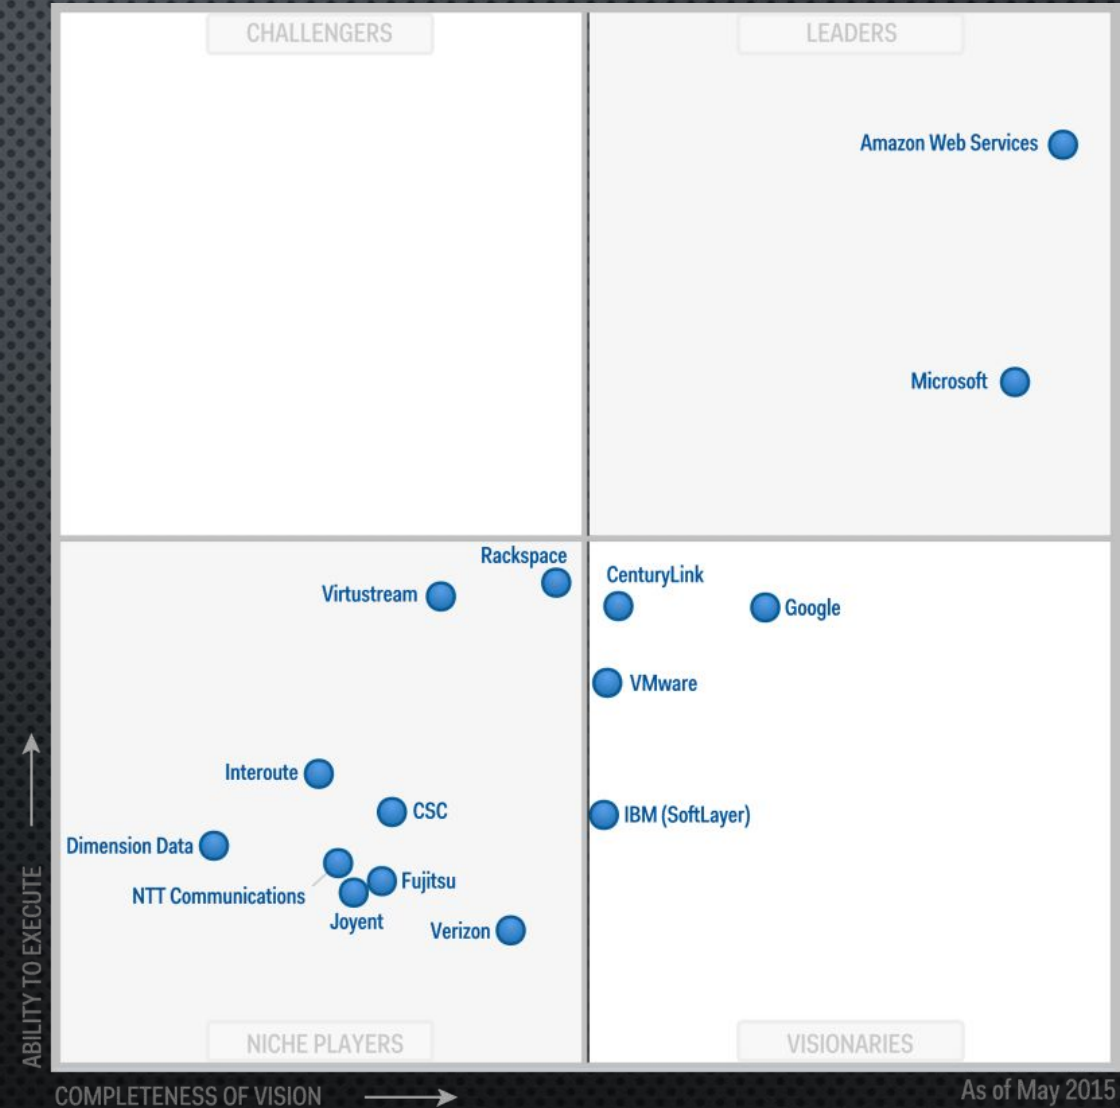 CHALLENGERS
LEADERS
Amazon Web Services
Microsoft
Rackspace
CenturyLink
Virtustream
Google
VMware
Interoute
CSC
IBM (SoftLayer)
Dimension Data
Fujitsu
NTT Communications
Joyent
Verizon
NICHE PLAYERS
VISIONARIES
ABILITY TO EXECUTE
COMPLETENESS OF VISION
As of May 2015